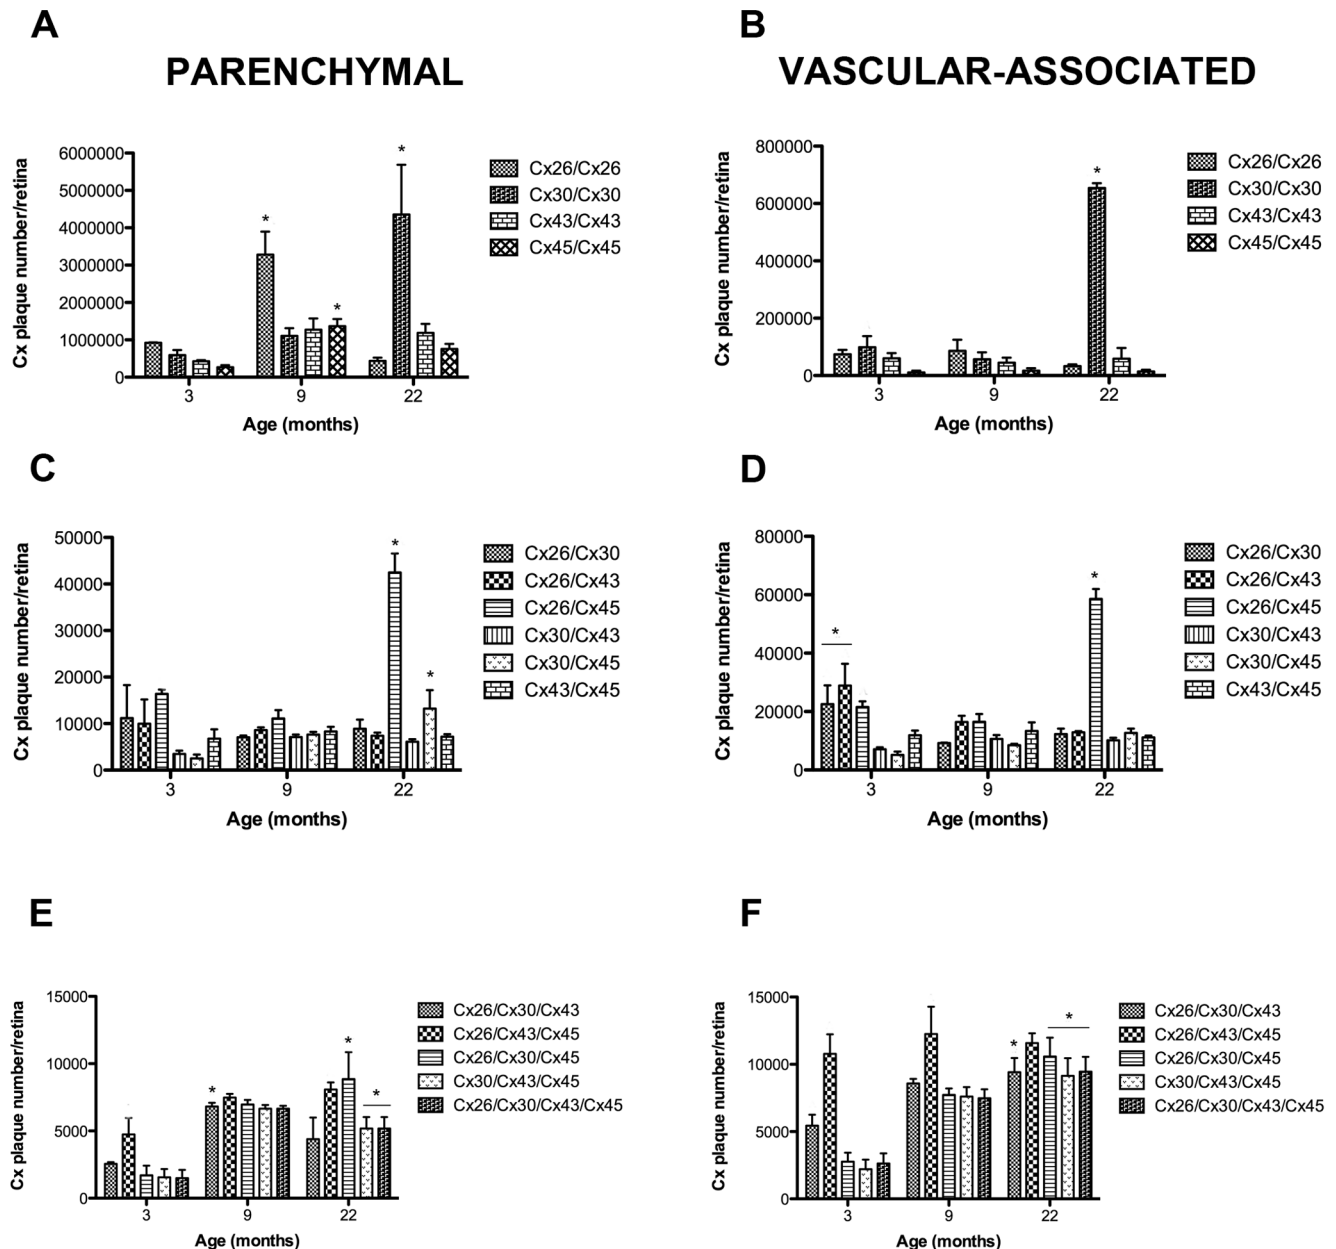 A
PARENCHYMAL
Cx plaque number/retina
6000000
5000000
4000000
3000000
2000000
1000000
0
*
*
*
3
9
22
Age (months)
Cx26/Cx26
Cx30/Cx30
Cx43/Cx43
Cx45/Cx45
B
VASCULAR-ASSOCIATED
Cx plaque number/retina
800000
600000
400000
200000
0
*
3
9
22
Age (months)
Cx26/Cx26
Cx30/Cx30
Cx43/Cx43
Cx45/Cx45
C
Cx plaque number/retina
50000
40000
30000
20000
10000
0
*
*
3
9
22
Age (months)
Cx26/Cx30
Cx26/Cx43
Cx26/Cx45
Cx30/Cx43
Cx30/Cx45
Cx43/Cx45
D
Cx plaque number/retina
80000
60000
40000
20000
0
*
*
3
9
22
Age (months)
Cx26/Cx30
Cx26/Cx43
Cx26/Cx45
Cx30/Cx43
Cx30/Cx45
Cx43/Cx45
E
Cx plaque number/retina
15000
10000
5000
0
*
*
*
3
9
22
Age (months)
Cx26/Cx30/Cx43
Cx26/Cx43/Cx45
Cx26/Cx30/Cx45
Cx30/Cx43/Cx45
Cx26/Cx30/Cx43/Cx45
F
Cx plaque number/retina
15000
10000
5000
0
*
*
3
9
22
Age (months)
Cx26/Cx30/Cx43
Cx26/Cx43/Cx45
Cx26/Cx30/Cx45
Cx30/Cx43/Cx45
Cx26/Cx30/Cx43/Cx45